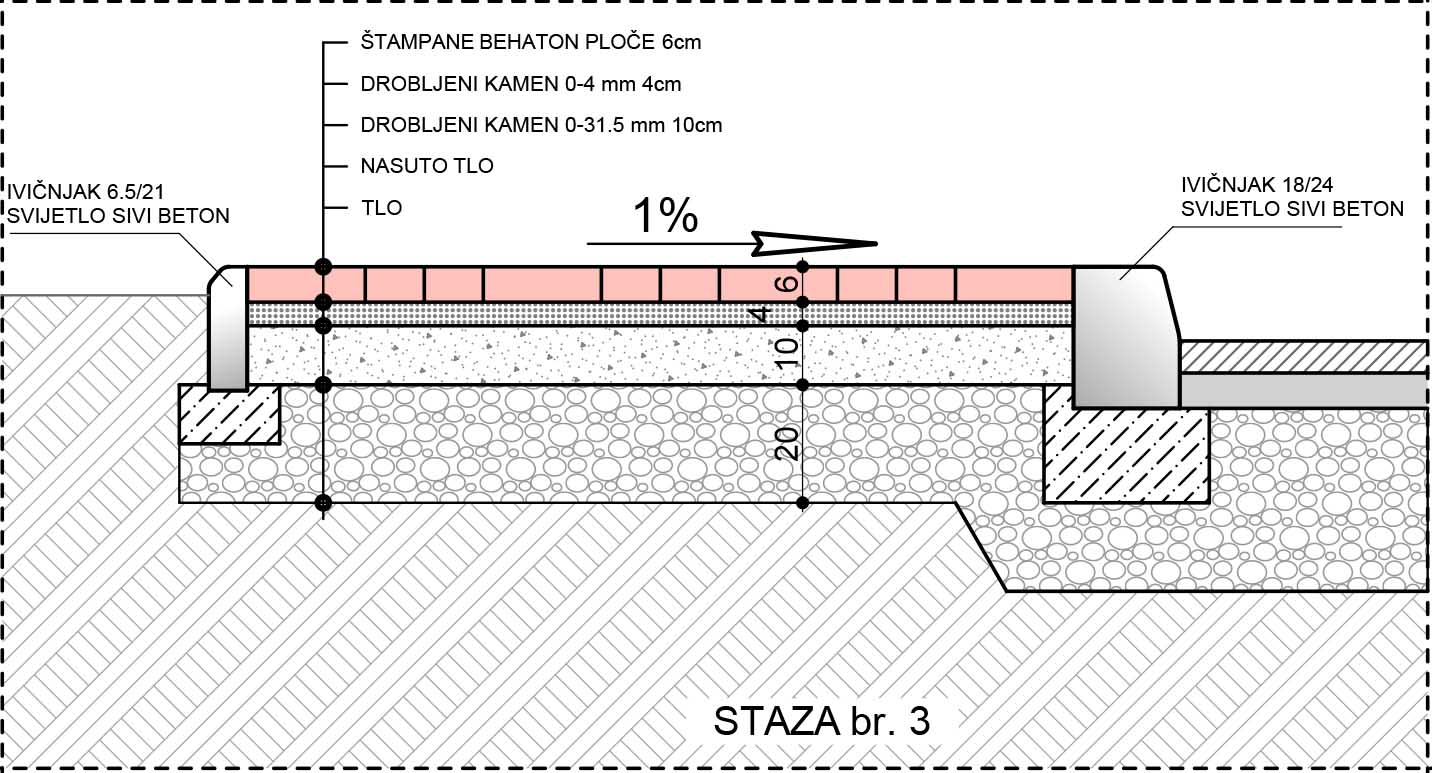 ŠTAMPANE BEHATON PLOČE 6cm
DROBLJENI KAMEN 0-4 mm 4cm
DROBLJENI KAMEN 0-31.5 mm 10cm
NASUTO TLO
TLO
IVIČNJAK 6.5/21
SVIJETLO SIVI BETON
1%
IVIČNJAK 18/24
SVIJETLO SIVI BETON
6
4
10
20
STAZA br. 3